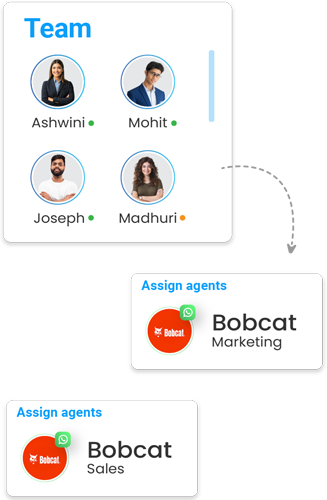 Team
Ashwini
Mohit
Joseph
Madhuri
Assign agents
Bobcat
Bobcat
Marketing
Assign agents
Bobcat
Bobcat
Sales